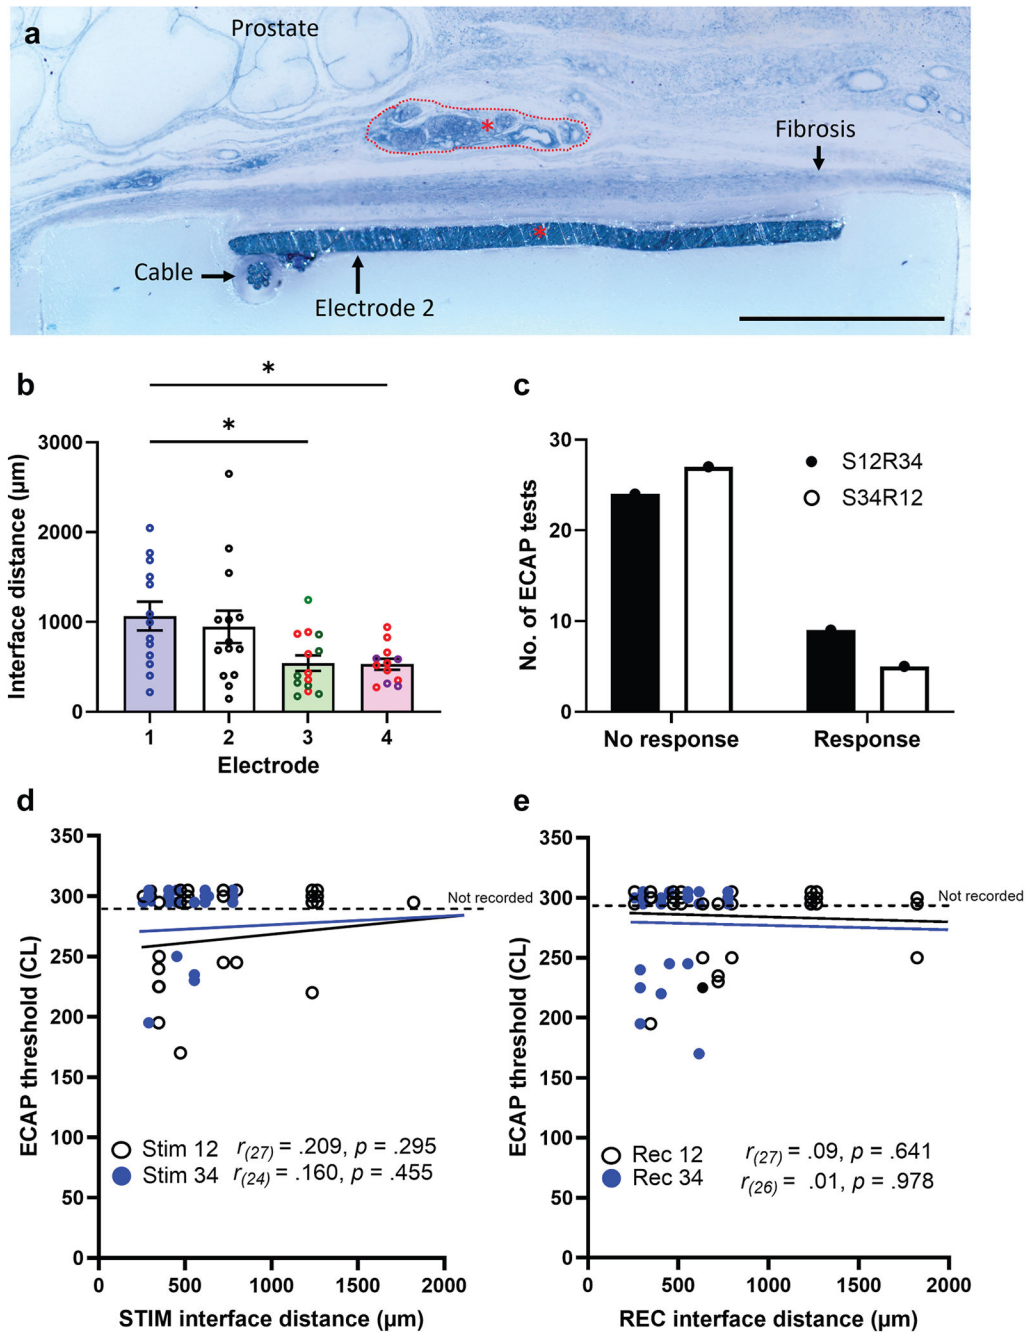 a
Prostate
*
Fibrosis
*
Cable
Electrode 2
b
*
*
Interface distance (µm)
3000
2000
1000
0
1 2 3 4
Electrode
c
No. of ECAP tests
30
20
10
0
S12R34
S34R12
No response Response
d
ECAP threshold (CL)
350
300
250
200
150
100
50
0
Not recorded
Stim 12 r(27) = .209, p = .295
Stim 34 r(24) = .160, p = .455
0 500 1000 1500 2000
STIM interface distance (µm)
e
ECAP threshold (CL)
350
300
250
200
150
100
50
0
Not recorded
Rec 12 r(27) = .09, p = .641
Rec 34 r(26) = .01, p = .978
0 500 1000 1500 2000
REC interface distance (µm)